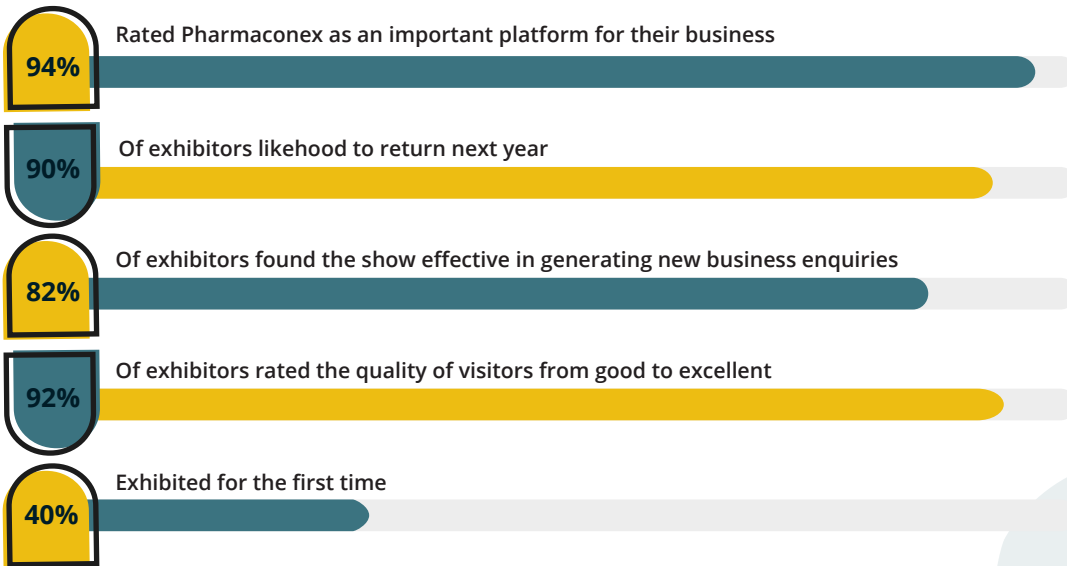 Rated Pharmaconex as an important platform for their business
94%
Of exhibitors likehood to return next year
90%
Of exhibitors found the show effective in generating new business enquiries
82%
Of exhibitors rated the quality of visitors from good to excellent
92%
Exhibited for the first time
40%